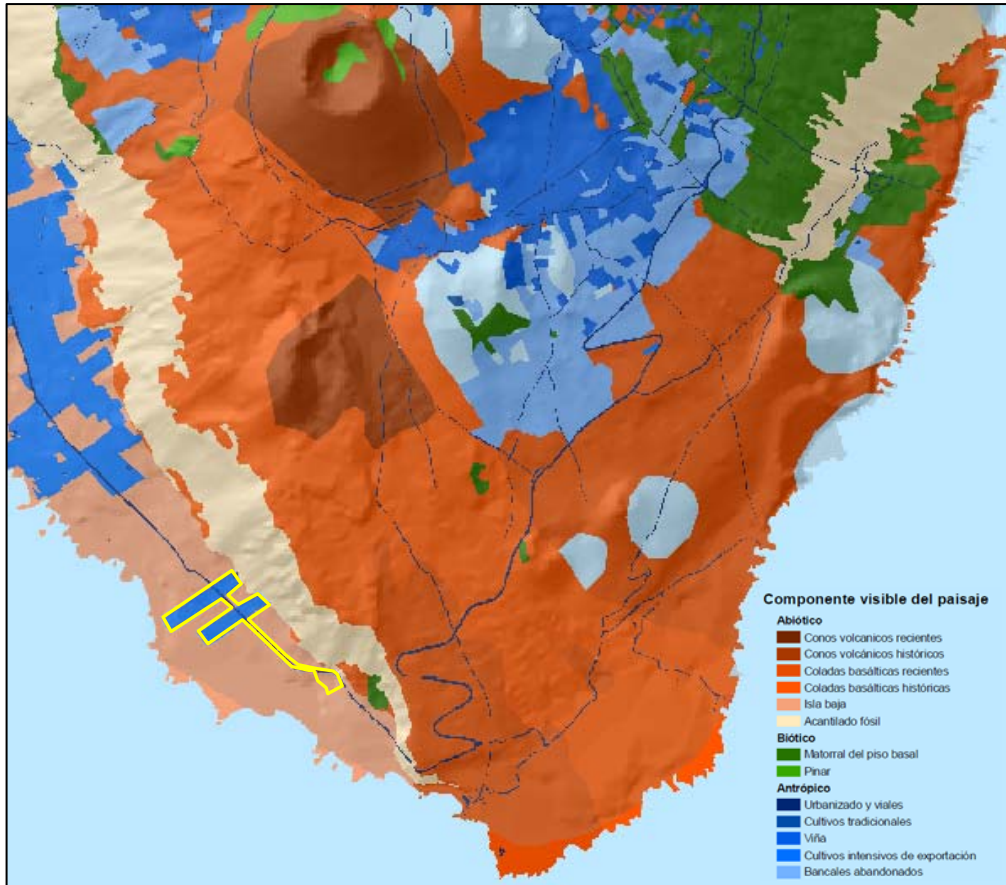 Componente visible del paisaje
Abiótico
Conos volcanicos recientes
Conos volcánicos históricos
Coladas basálticas recientes
Coladas basálticas históricas
Isla baja
Acantilado fósil
Biótico
Matorral del piso basal
Pinar
Antrópico
Urbanizado y viales
Cultivos tradicionales
Viña
Cultivos intensivos de exportación
Bancales abandonados